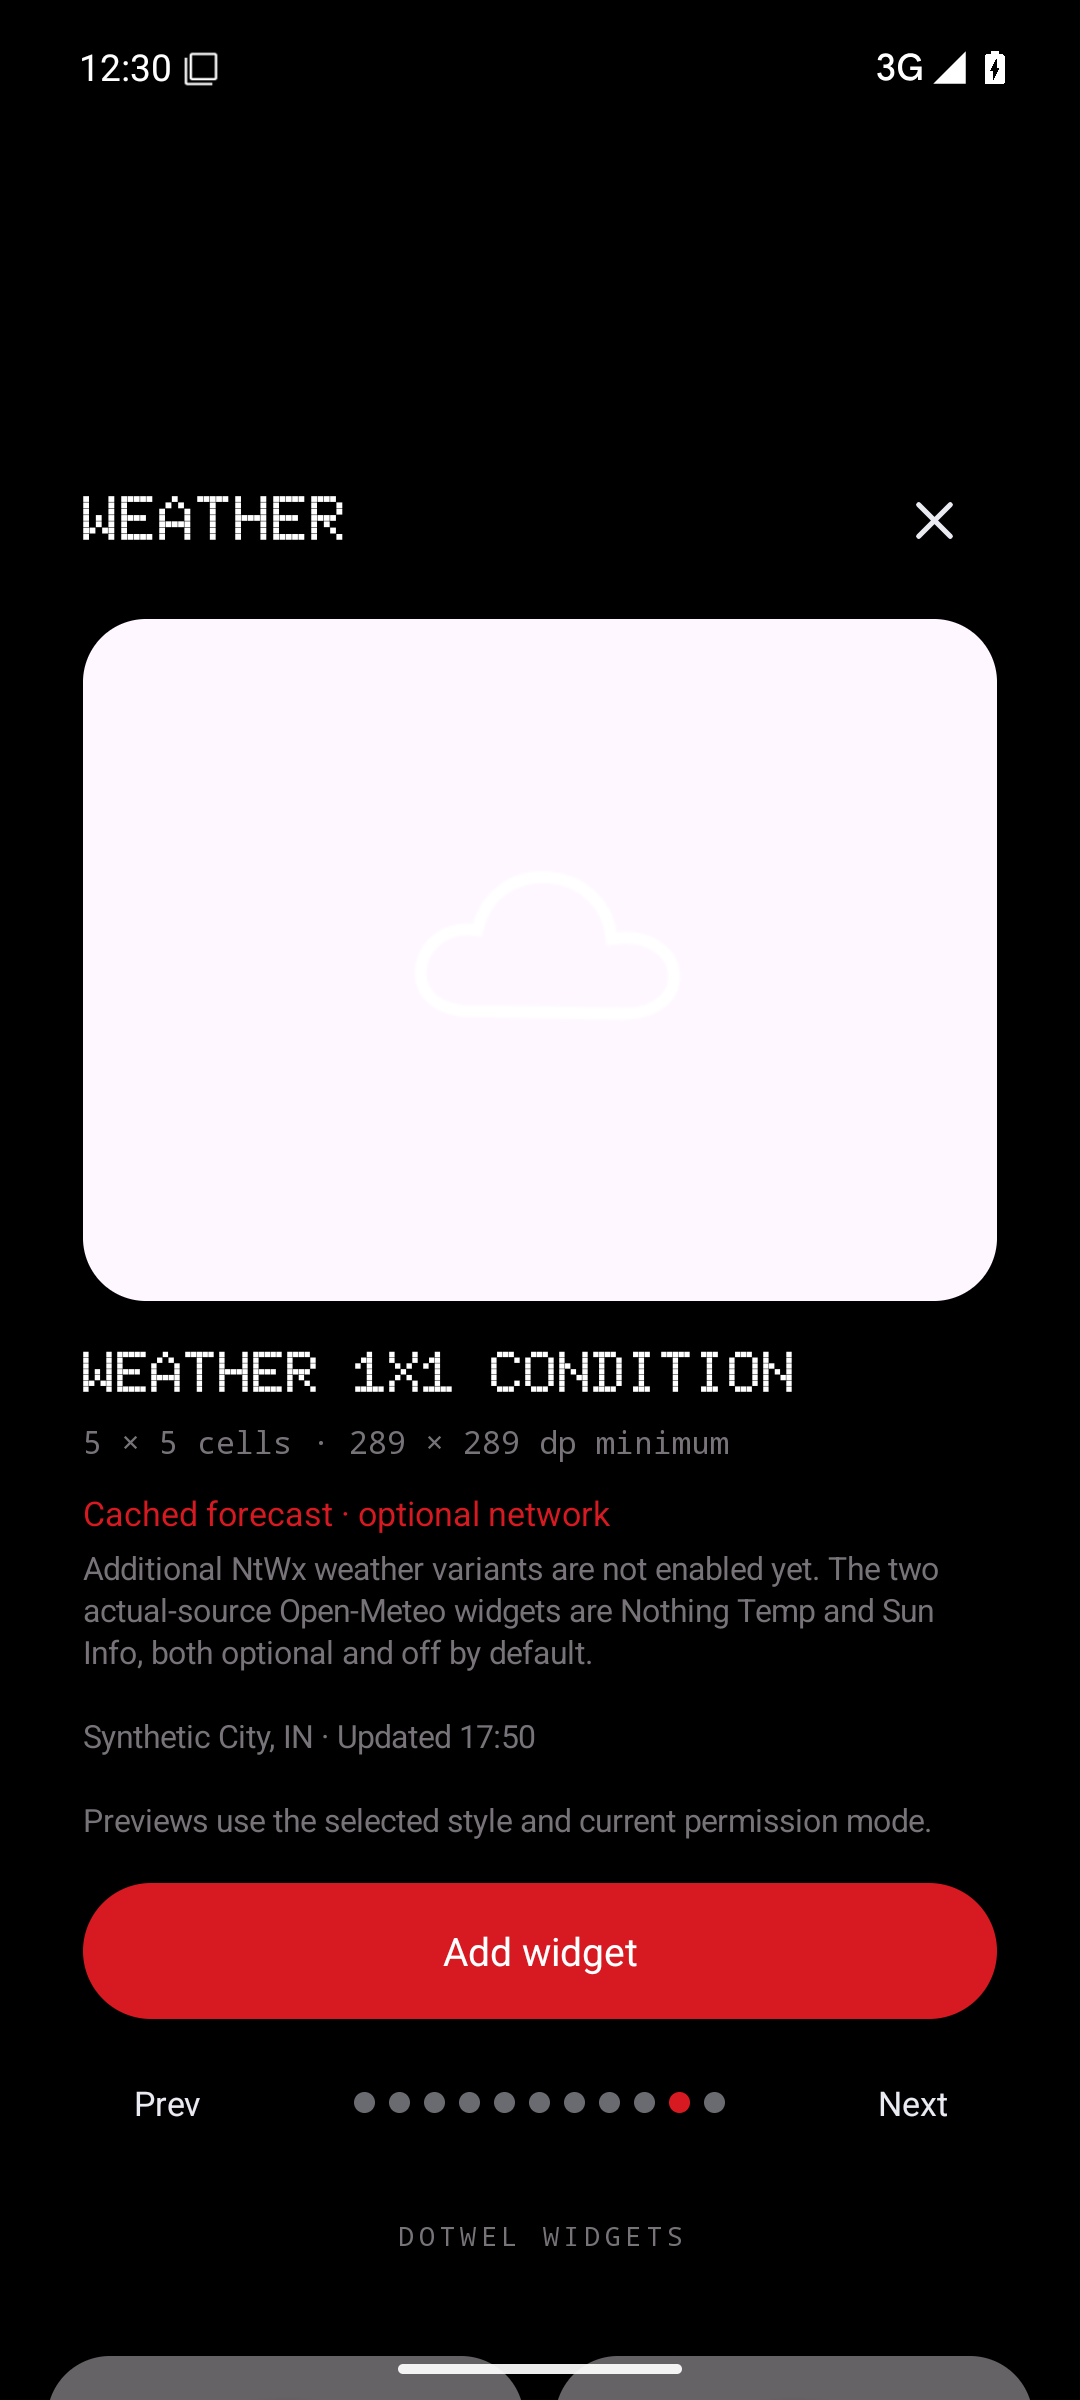 12:30
3G
WEATHER
WEATHER 1X1 CONDITION
5 × 5 cells · 289 × 289 dp minimum
Cached forecast · optional network
Additional NtWx weather variants are not enabled yet. The two
actual-source Open-Meteo widgets are Nothing Temp and Sun
Info, both optional and off by default.
Synthetic City, IN · Updated 17:50
Previews use the selected style and current permission mode.
Add widget
Prev
Next
DOTWEL WIDGETS